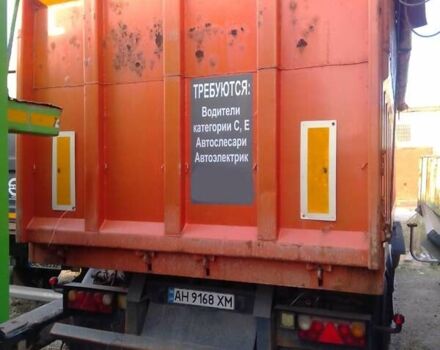 ТРЕБУЮТСЯ:
Водители
категории С, Е
Автослесари
Автоэлектрик
АН 9168 ХМ